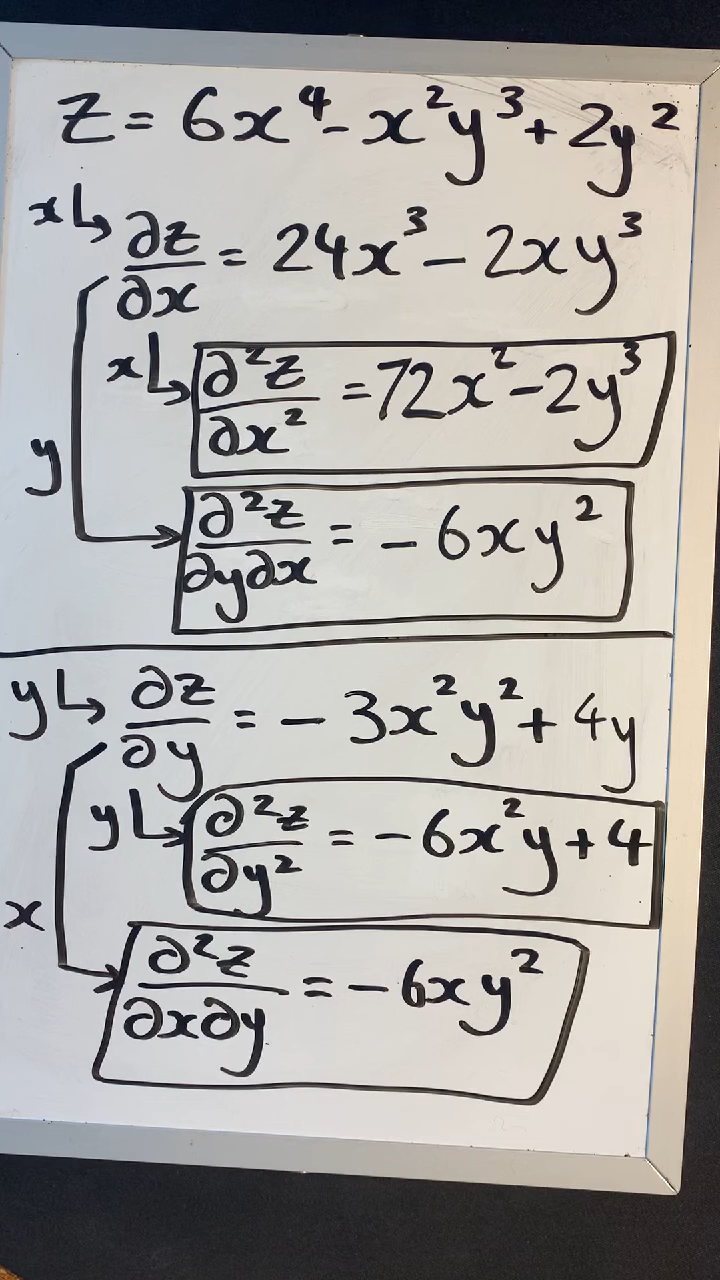 z = 6x⁴ - x²y³ + 2y²
x ↳ ∂z/∂x = 24x³ - 2xy³
x ↳ ∂²z/∂x² = 72x² - 2y³
y → ∂²z/∂y∂x = - 6xy²
y ↳ ∂z/∂y = - 3x²y² + 4y
y ↳ ∂²z/∂y² = - 6x²y + 4
x → ∂²z/∂x∂y = - 6xy²